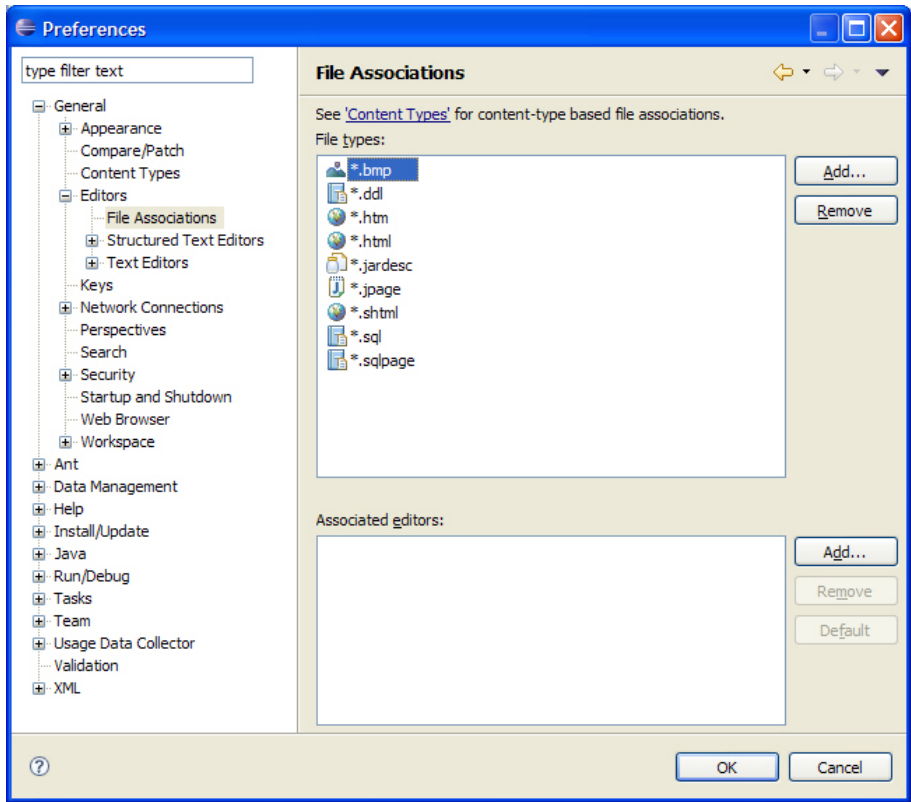 Preferences
type filter text
General
Appearance
Compare/Patch
Content Types
Editors
File Associations
Structured Text Editors
Text Editors
Keys
Network Connections
Perspectives
Search
Security
Startup and Shutdown
Web Browser
Workspace
Ant
Data Management
Help
Install/Update
Java
Run/Debug
Tasks
Team
Usage Data Collector
Validation
XML
File Associations
See 'Content Types' for content-type based file associations.
File types:
*.bmp
*.ddl
*.htm
*.html
*.jardesc
*.jpage
*.shtml
*.sql
*.sqlpage
Add...
Remove
Associated editors:
Add...
Remove
Default
?
OK
Cancel